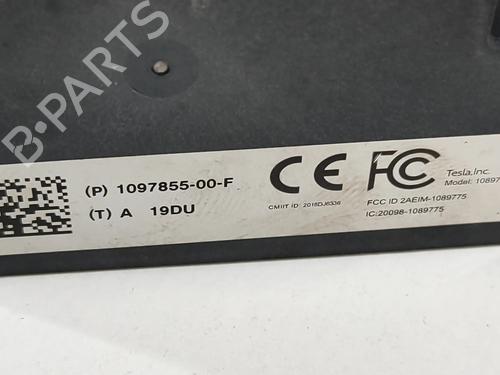 B-PARTS
(P) 1097855-00-F
(T) A 19DU
CE FC
CMIIT ID: 2018DJ6336
Tesla, Inc.
Model: 10897
FCC ID 2AEIM-1089775
IC:20098-1089775